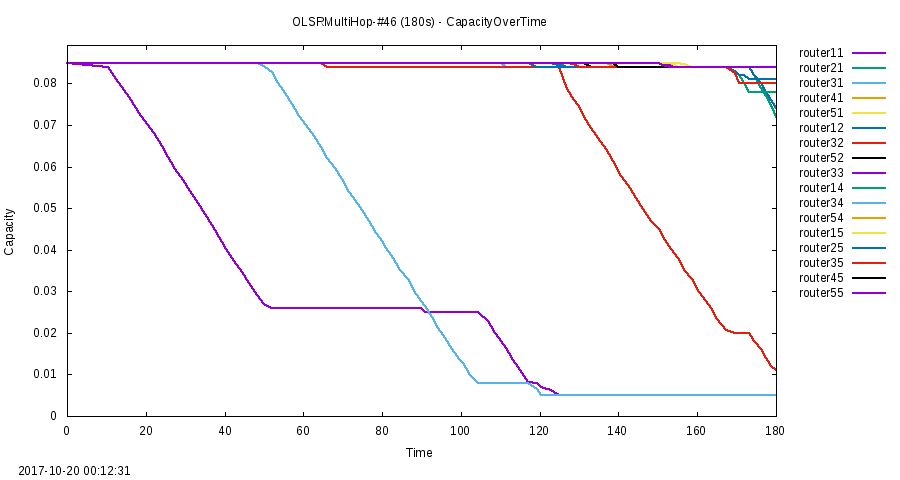 OLSRMultiHop-#46 (180s) - CapacityOverTime
router11
router21
router31
router41
router51
router12
router32
router52
router33
router14
router34
router54
router15
router25
router35
router45
router55
0.08
0.07
0.06
0.05
0.04
0.03
0.02
0.01
0
Capacity
0 20 40 60 80 100 120 140 160 180
Time
2017-10-20 00:12:31